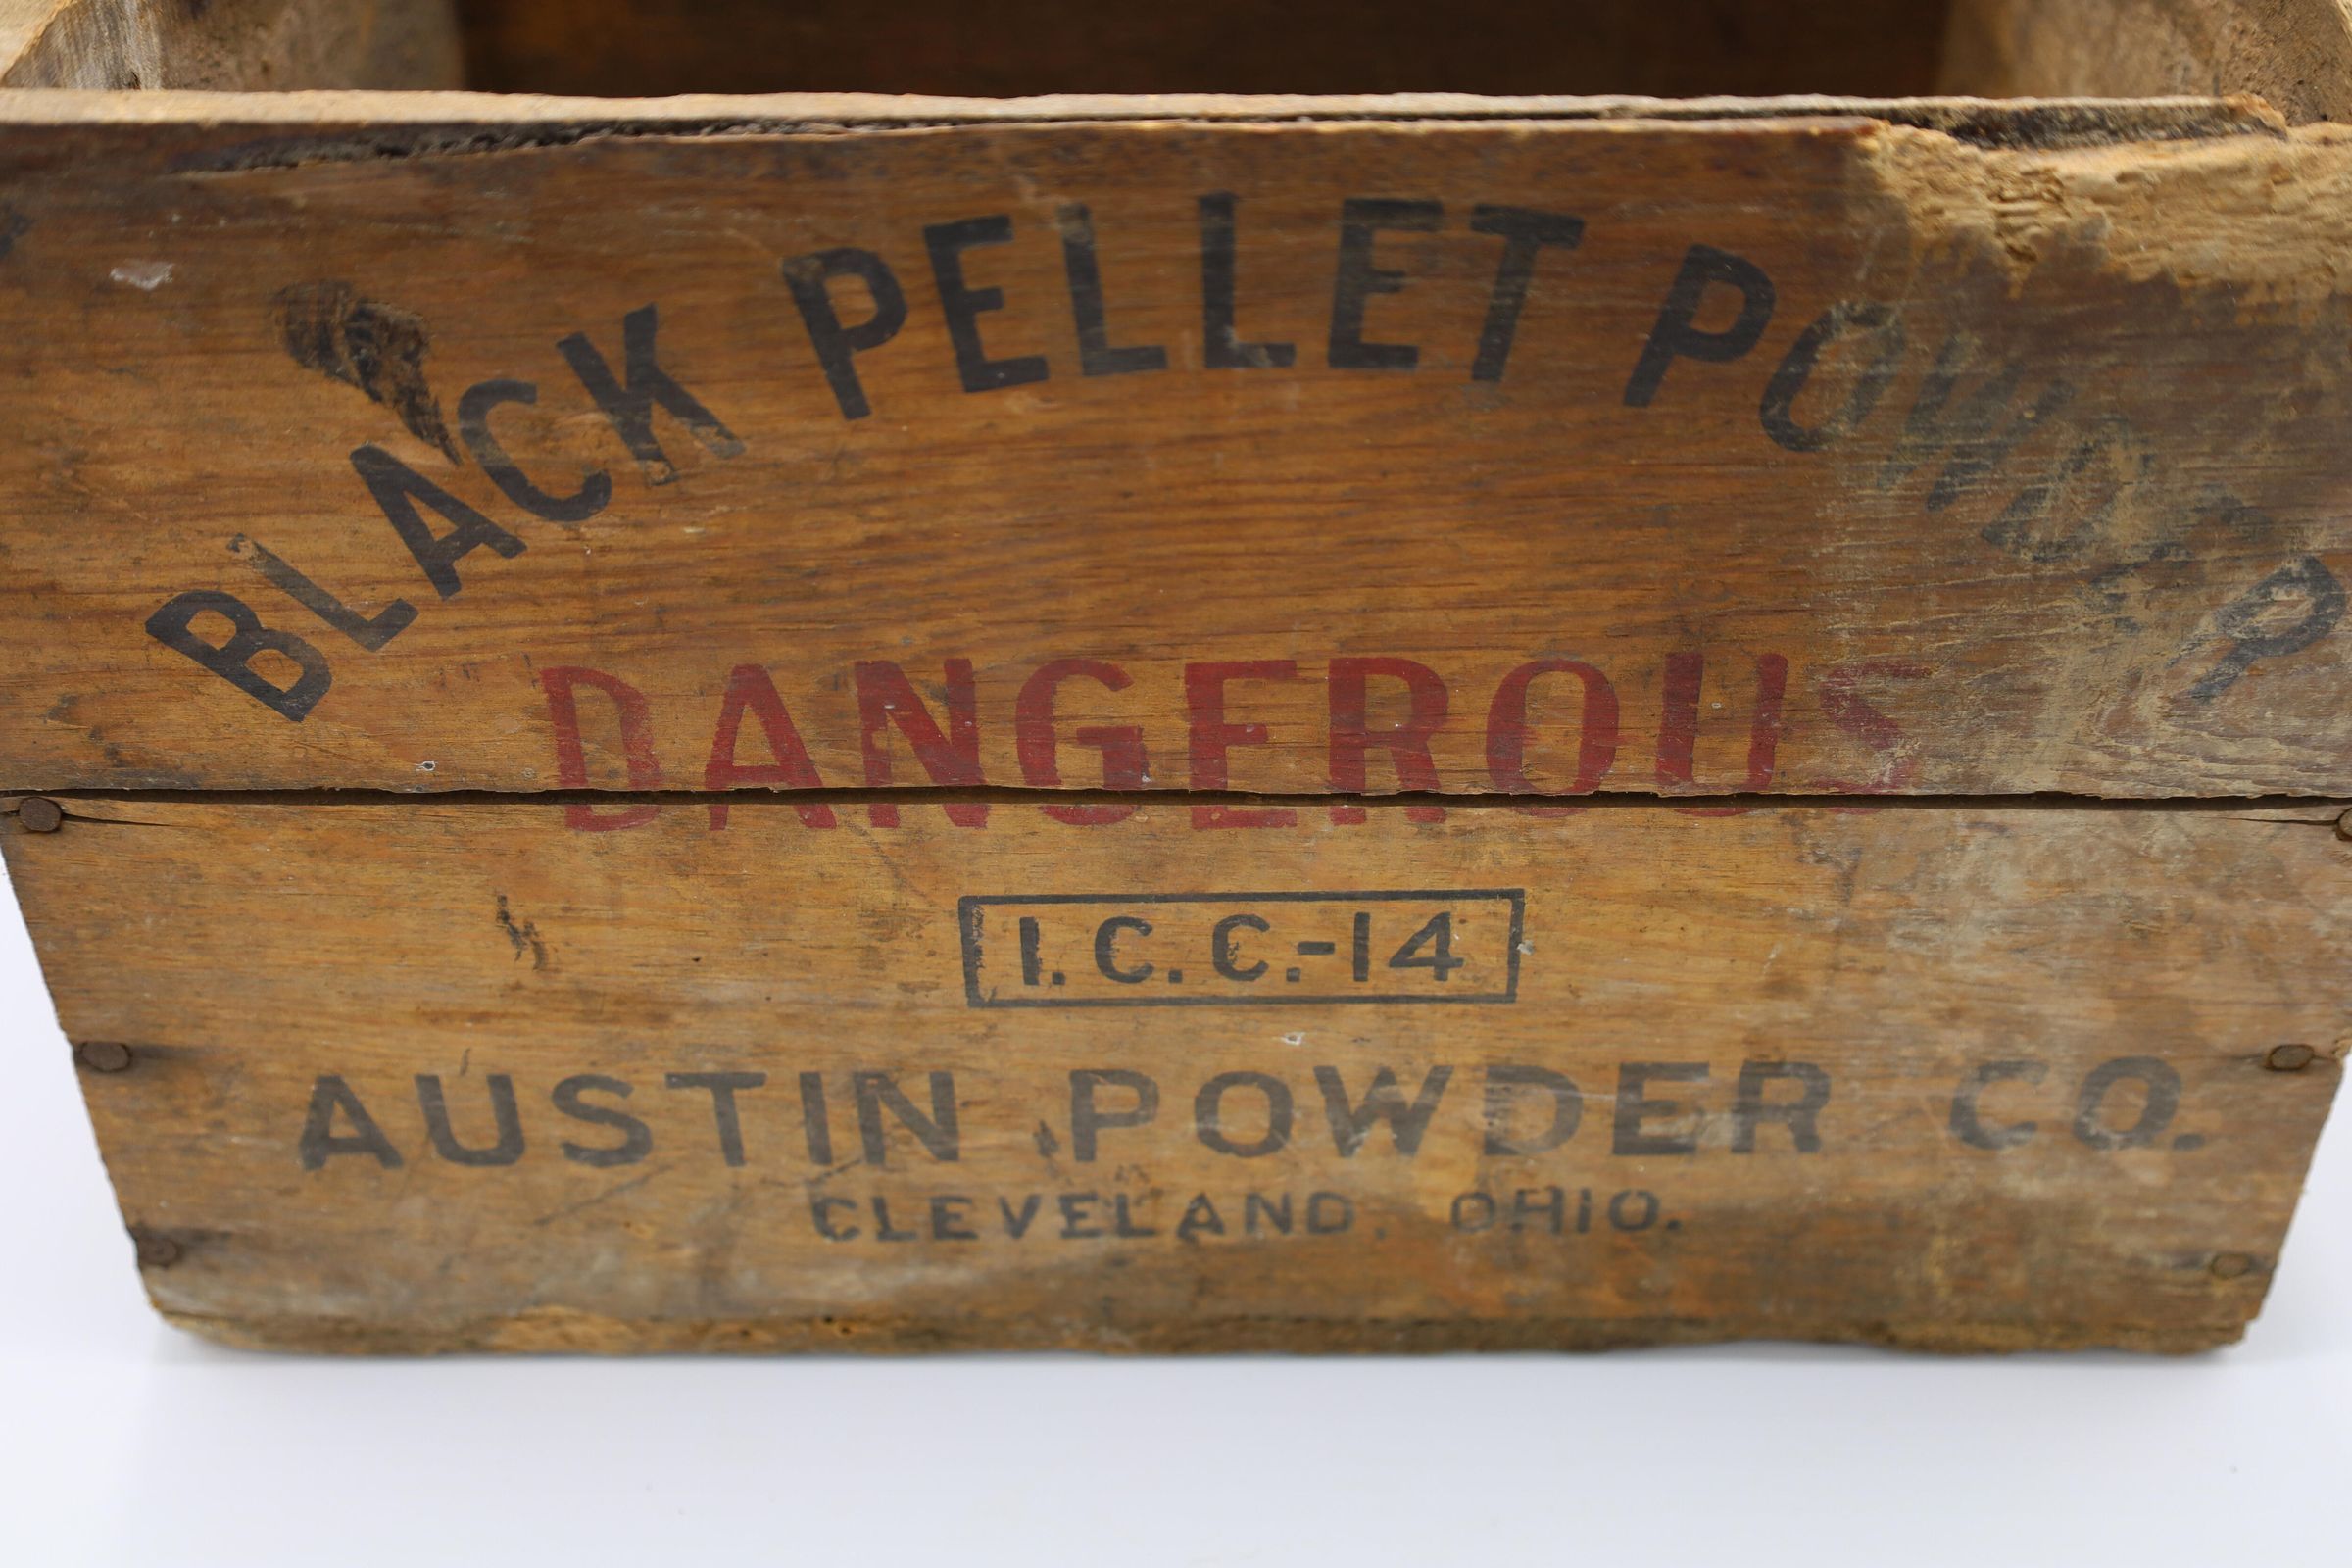 BLACK PELLET POWDER
DANGEROUS
I.C.C.-14
AUSTIN POWDER CO.
CLEVELAND, OHIO.